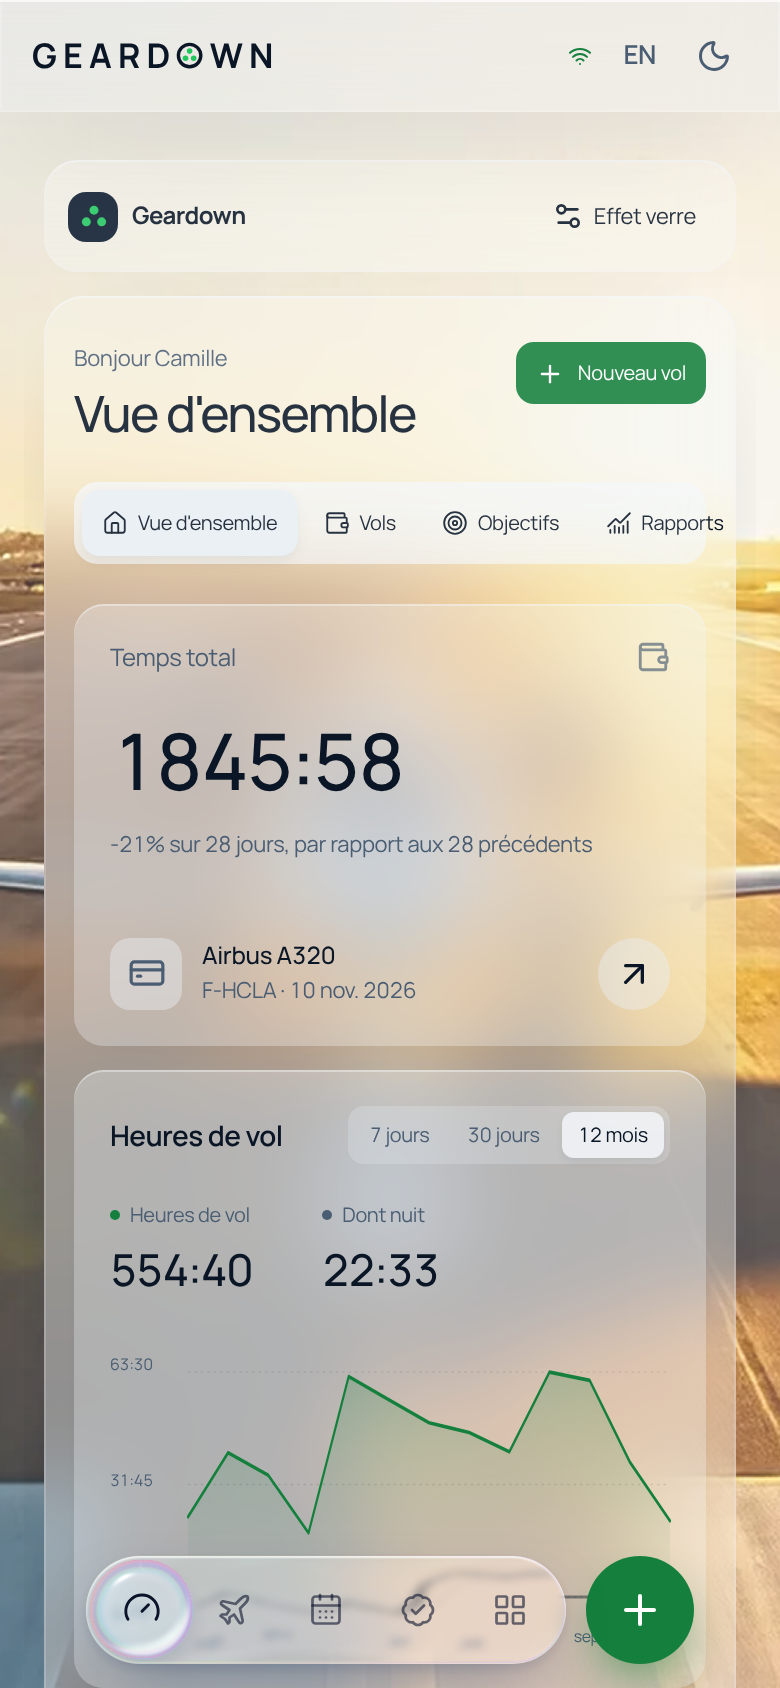 GEARDOWN
EN
Geardown
Effet verre
Bonjour Camille
Nouveau vol
Vue d'ensemble
Vue d'ensemble
Vols
Objectifs
Rapports
Temps total
1845:58
-21% sur 28 jours, par rapport aux 28 précédents
Airbus A320
F-HCLA · 10 nov. 2026
Heures de vol
7 jours
30 jours
12 mois
Heures de vol
Dont nuit
554:40
22:33
63:30
31:45